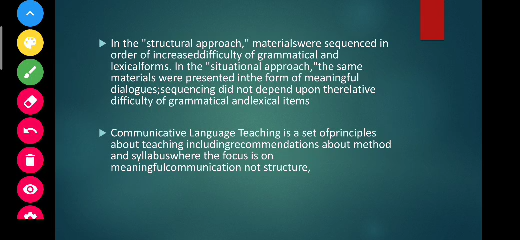 In the "structural approach," materialswere sequenced in
order of increaseddifficulty of grammatical and
lexicalforms. In the "situational approach,"the same
materials were presented inthe form of meaningful
dialogues;sequencing did not depend upon therelative
difficulty of grammatical andlexical items
Communicative Language Teaching is a set ofprinciples
about teaching includingrecommendations about method
and syllabuswhere the focus is on
meaningfulcommunication not structure,